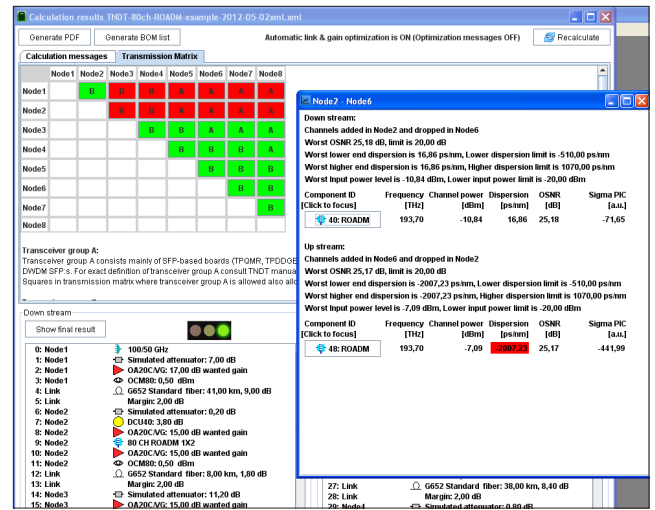 Calculation results TNDT-80ch-ROADM-example-2012-05-02xml.xml
Generate PDF Generate BOM list Automatic link & gain optimization is ON (Optimization messages OFF) Recalculate
Calculation messages Transmission Matrix
Node1 Node2 Node3 Node4 Node5 Node6 Node7 Node8
Node1 B B B A A A A
Node2 B B A A A A
Node3 B B A A A
Node4 B B B A
Node5 B B B
Node6 B B
Node7 B
Node8
Transceiver group A:
Transceiver group A consists mainly of SFP-based boards (TPQMR, TPDDGE
DWDM SFP:s. For exact definition of transceiver group A consult TNDT manua
Squares in transmission matrix where transceiver group A is allowed also allo
Down stream
Show final result
0: Node1 100/50 GHz
1: Node1 Simulated attenuator: 7,00 dB
2: Node1 OA20C/VG: 17,00 dB wanted gain
3: Node1 OCM80: 0,50 dBm
4: Link G652 Standard fiber: 41,00 km, 9,00
5: Link Margin: 2,00 dB
6: Node2 Simulated attenuator: 0,20 dB
7: Node2 DCU40: 3,80 dB
8: Node2 OA20C/VG: 15,00 dB wanted gain
9: Node2 80 CH ROADM 1X2
10: Node2 OA20C/VG: 15,00 dB wanted gain
11: Node2 OCM80: 0,50 dBm
12: Link G652 Standard fiber: 8,00 km, 1,80
13: Link Margin: 2,00 dB
14: Node3 Simulated attenuator: 11,20 dB
15: Node3 OA20C/VG: 15,00 dB wanted gain
Node2 - Node6
Down stream:
Channels added in Node2 and dropped in Node6
Worst OSNR 25,18 dB, limit is 20,00 dB
Worst lower end dispersion is 16,86 ps/nm, Lower dispersion limit is -510,00 ps/nm
Worst higher end dispersion is 16,86 ps/nm, Higher dispersion limit is 1070,00 ps/nm
Worst Input power level is -10,84 dBm, Lower input power limit is -20,00 dBm
Component ID Frequency Channel power Dispersion OSNR Sigma PIC
[Click to focus] [THz] [dBm] [ps/nm] [dB] [a.u.]
40: ROADM 193,70 -10,84 16,86 25,18 -71,65
Up stream:
Channels added in Node6 and dropped in Node2
Worst OSNR 25,17 dB, limit is 20,00 dB
Worst lower end dispersion is -2007,23 ps/nm, Lower dispersion limit is -510,00 ps/nm
Worst higher end dispersion is -2007,23 ps/nm, Higher dispersion limit is 1070,00 ps/nm
Worst Input power level is -7,09 dBm, Lower input power limit is -20,00 dBm
Component ID Frequency Channel power Dispersion OSNR Sigma PIC
[Click to focus] [THz] [dBm] [ps/nm] [dB] [a.u.]
48: ROADM 193,70 -7,09 -2007,23 25,17 -441,99
27: Link G652 Standard fiber: 38,00 km, 8,40 dB
28: Link Margin: 2,00 dB
29: Node4 Simulated attenuator: 0,80 dB